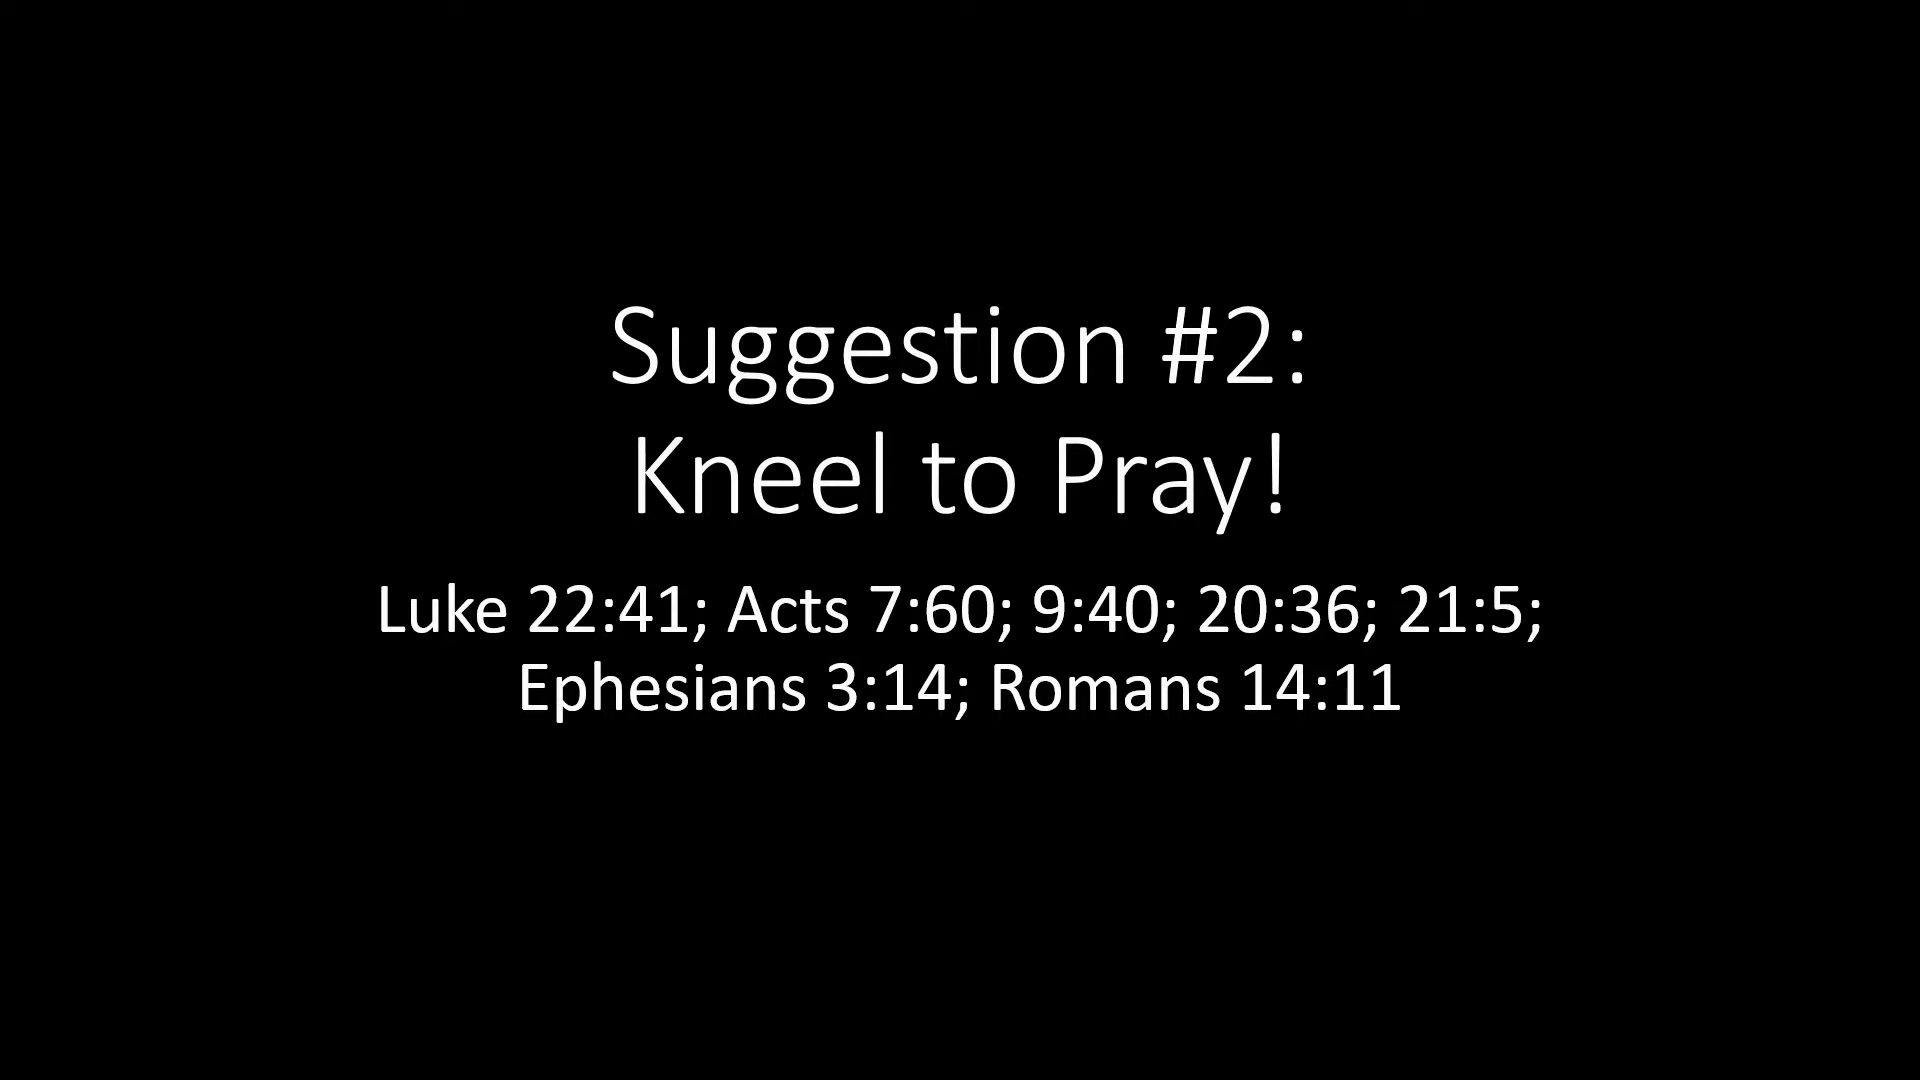 Suggestion #2:
Kneel to Pray!
Luke 22:41; Acts 7:60; 9:40; 20:36; 21:5;
Ephesians 3:14; Romans 14:11